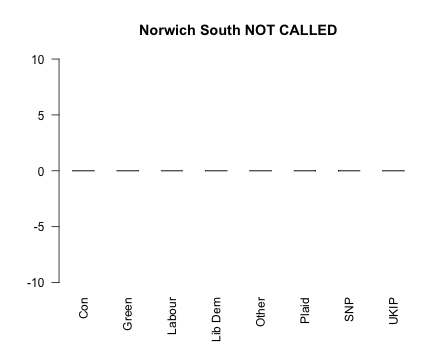 Norwich South NOT CALLED
10
5
0
-5
-10
Con
Green
Labour
Lib Dem
Other
Plaid
SNP
UKIP